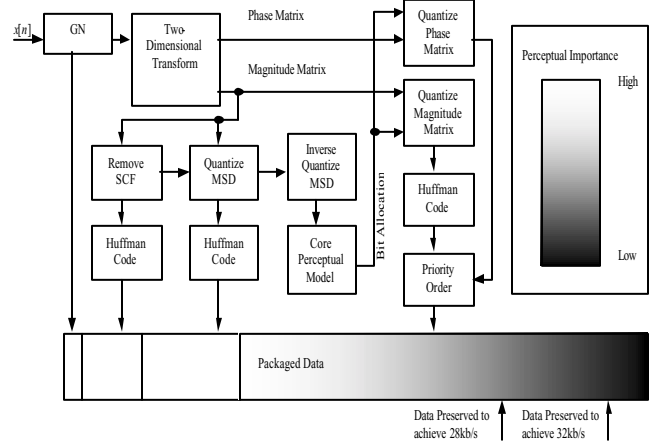 x[n]
GN
Two-
Dimensional
Transform
Phase Matrix
Magnitude Matrix
Quantize
Phase
Matrix
Quantize
Magnitude
Matrix
Perceptual Importance
High
Low
Remove
SCF
Quantize
MSD
Inverse
Quantize
MSD
Bit Allocation
Huffman
Code
Huffman
Code
Huffman
Code
Core
Perceptual
Model
Priority
Order
Packaged Data
Data Preserved to
achieve 28kb/s
Data Preserved to
achieve 32kb/s